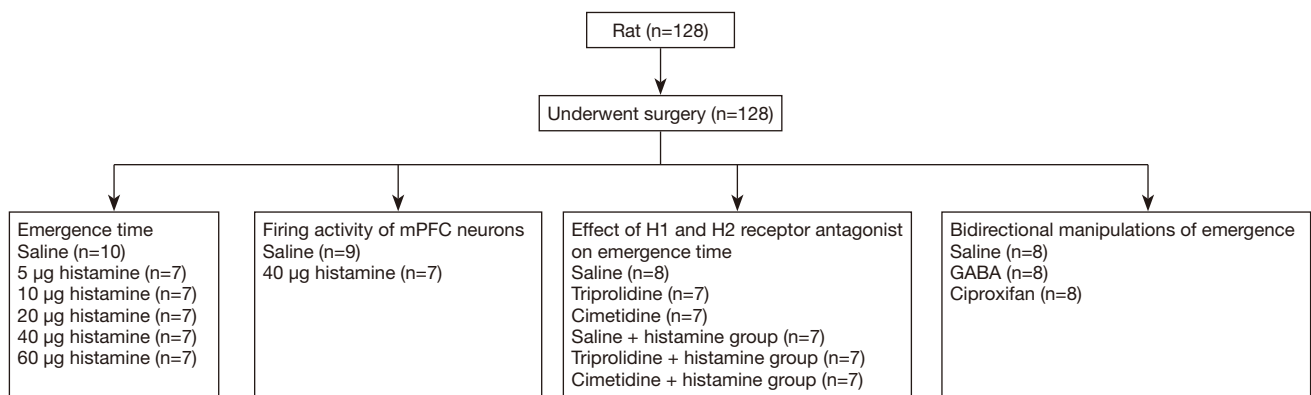 Rat (n=128)
Underwent surgery (n=128)
Emergence time
Saline (n=10)
5 µg histamine (n=7)
10 µg histamine (n=7)
20 µg histamine (n=7)
40 µg histamine (n=7)
60 µg histamine (n=7)
Firing activity of mPFC neurons
Saline (n=9)
40 µg histamine (n=7)
Effect of H1 and H2 receptor antagonist
on emergence time
Saline (n=8)
Triprolidine (n=7)
Cimetidine (n=7)
Saline + histamine group (n=7)
Triprolidine + histamine group (n=7)
Cimetidine + histamine group (n=7)
Bidirectional manipulations of emergence
Saline (n=8)
GABA (n=8)
Ciproxifan (n=8)